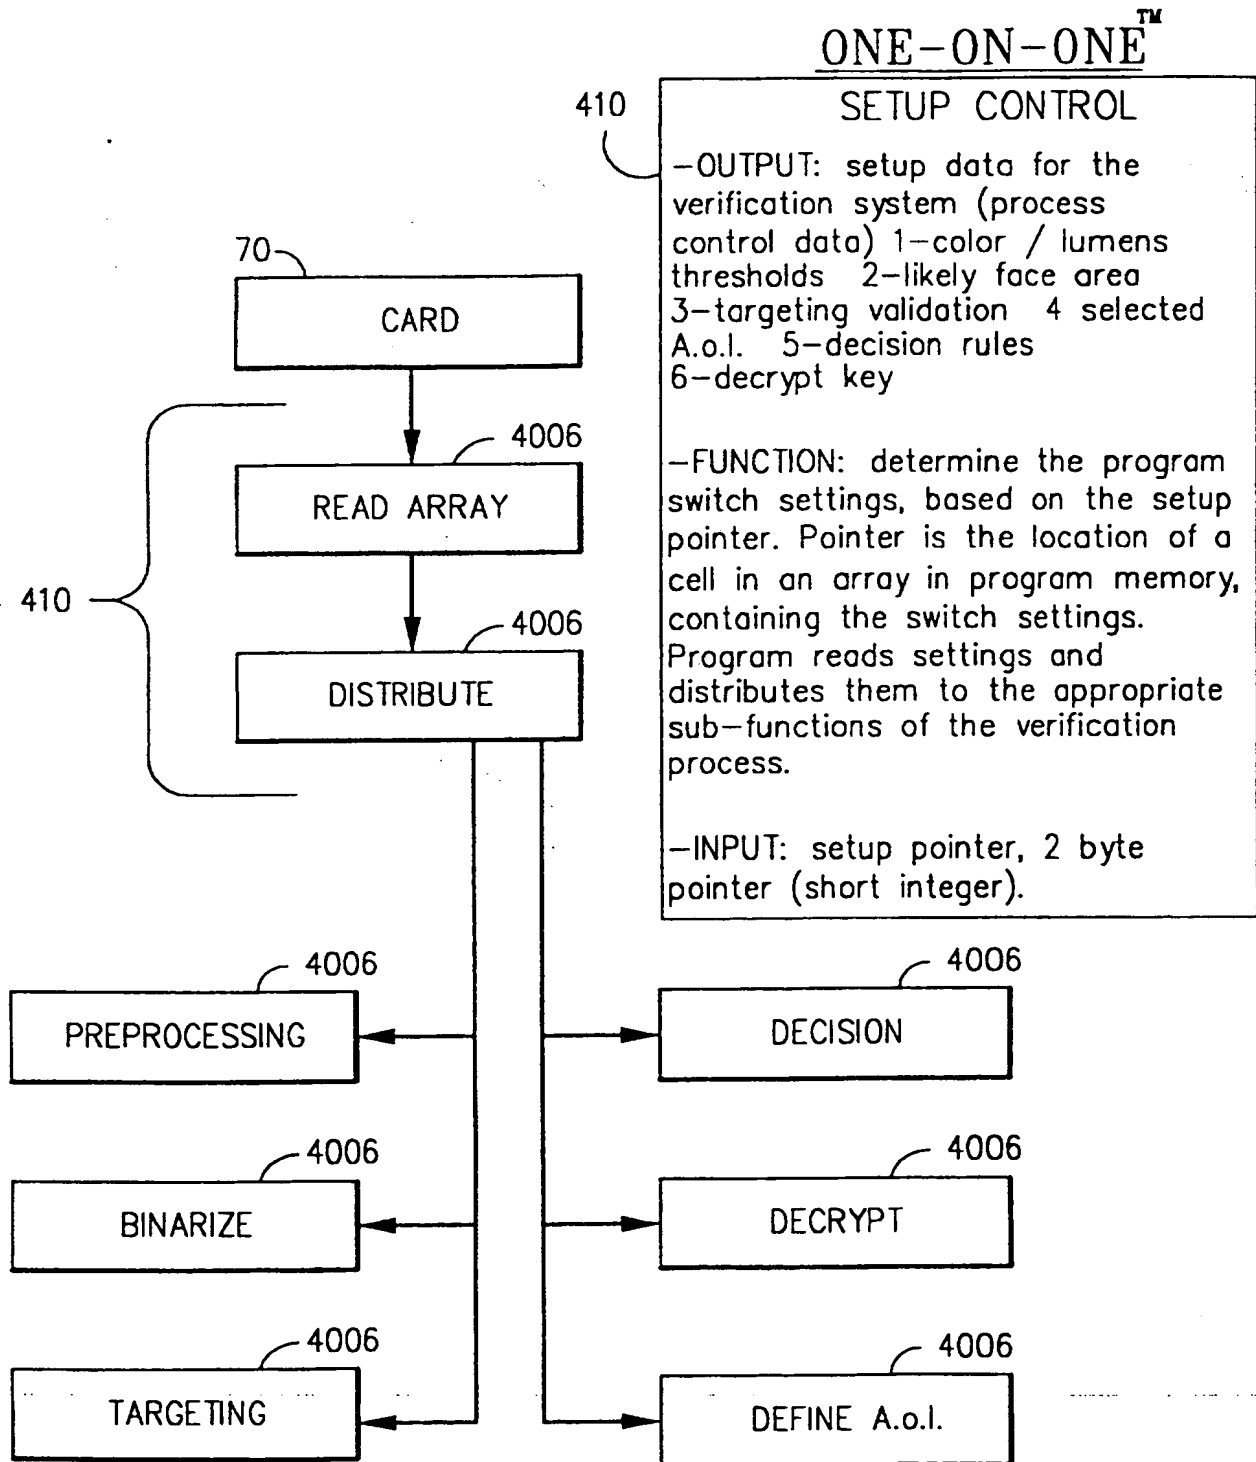 ONE-ON-ONE™
410
SETUP CONTROL
-OUTPUT: setup data for the
verification system (process
control data) 1-color / lumens
thresholds 2-likely face area
3-targeting validation 4 selected
A.o.I. 5-decision rules
6-decrypt key
-FUNCTION: determine the program
switch settings, based on the setup
pointer. Pointer is the location of a
cell in an array in program memory,
containing the switch settings.
Program reads settings and
distributes them to the appropriate
sub-functions of the verification
process.
-INPUT: setup pointer, 2 byte
pointer (short integer).
70
CARD
4006
READ ARRAY
410
4006
DISTRIBUTE
4006
PREPROCESSING
4006
DECISION
4006
BINARIZE
4006
DECRYPT
4006
TARGETING
4006
DEFINE A.o.I.